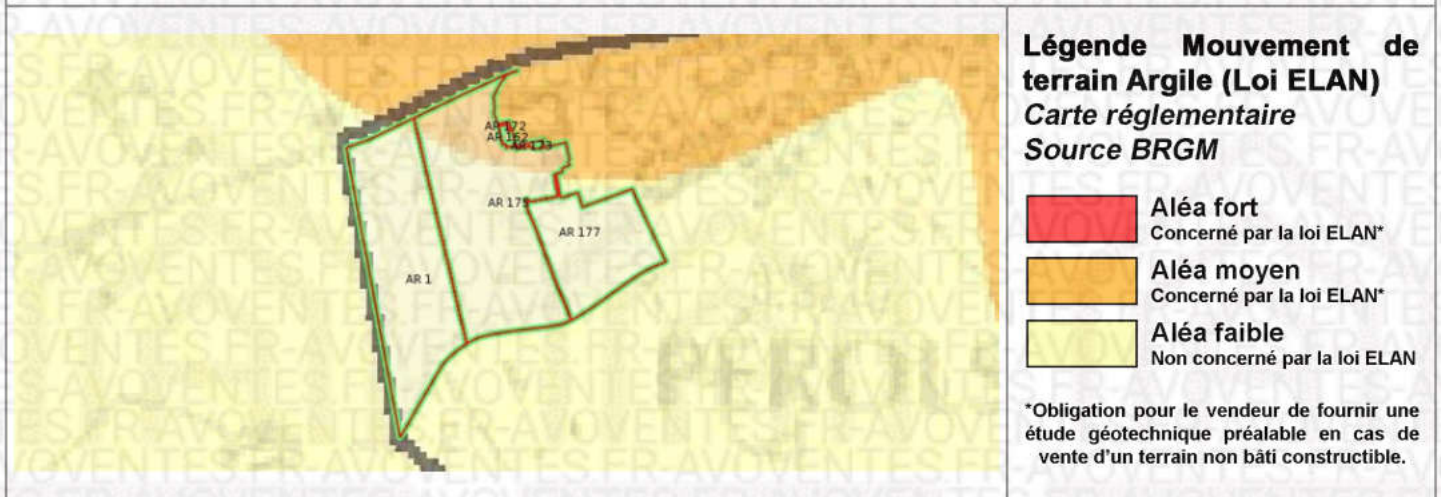 Légende Mouvement de
terrain Argile (Loi ELAN)
Carte réglementaire
Source BRGM
Aléa fort
Concerné par la loi ELAN*
Aléa moyen
Concerné par la loi ELAN*
Aléa faible
Non concerné par la loi ELAN
*Obligation pour le vendeur de fournir une
étude géotechnique préalable en cas de
vente d'un terrain non bâti constructible.
AR 172
AR 162
AR 173
AR 175
AR 177
AR 1
PÉROLS